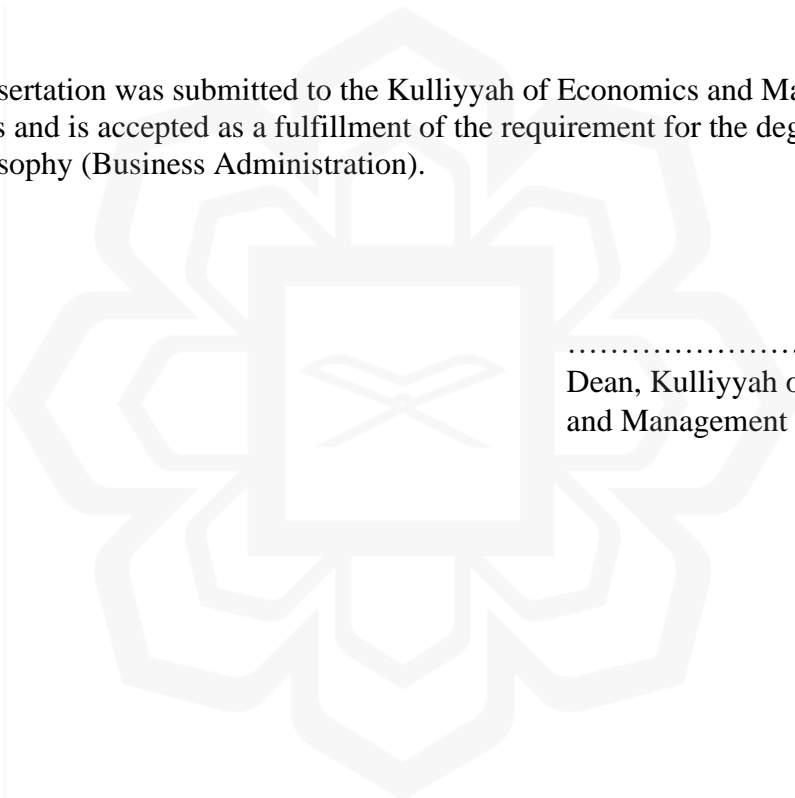 sertation was submitted to the Kulliyyah of Economics and Ma
s and is accepted as a fulfillment of the requirement for the deg
sophy (Business Administration).
……………………
Dean, Kulliyyah o
and Management